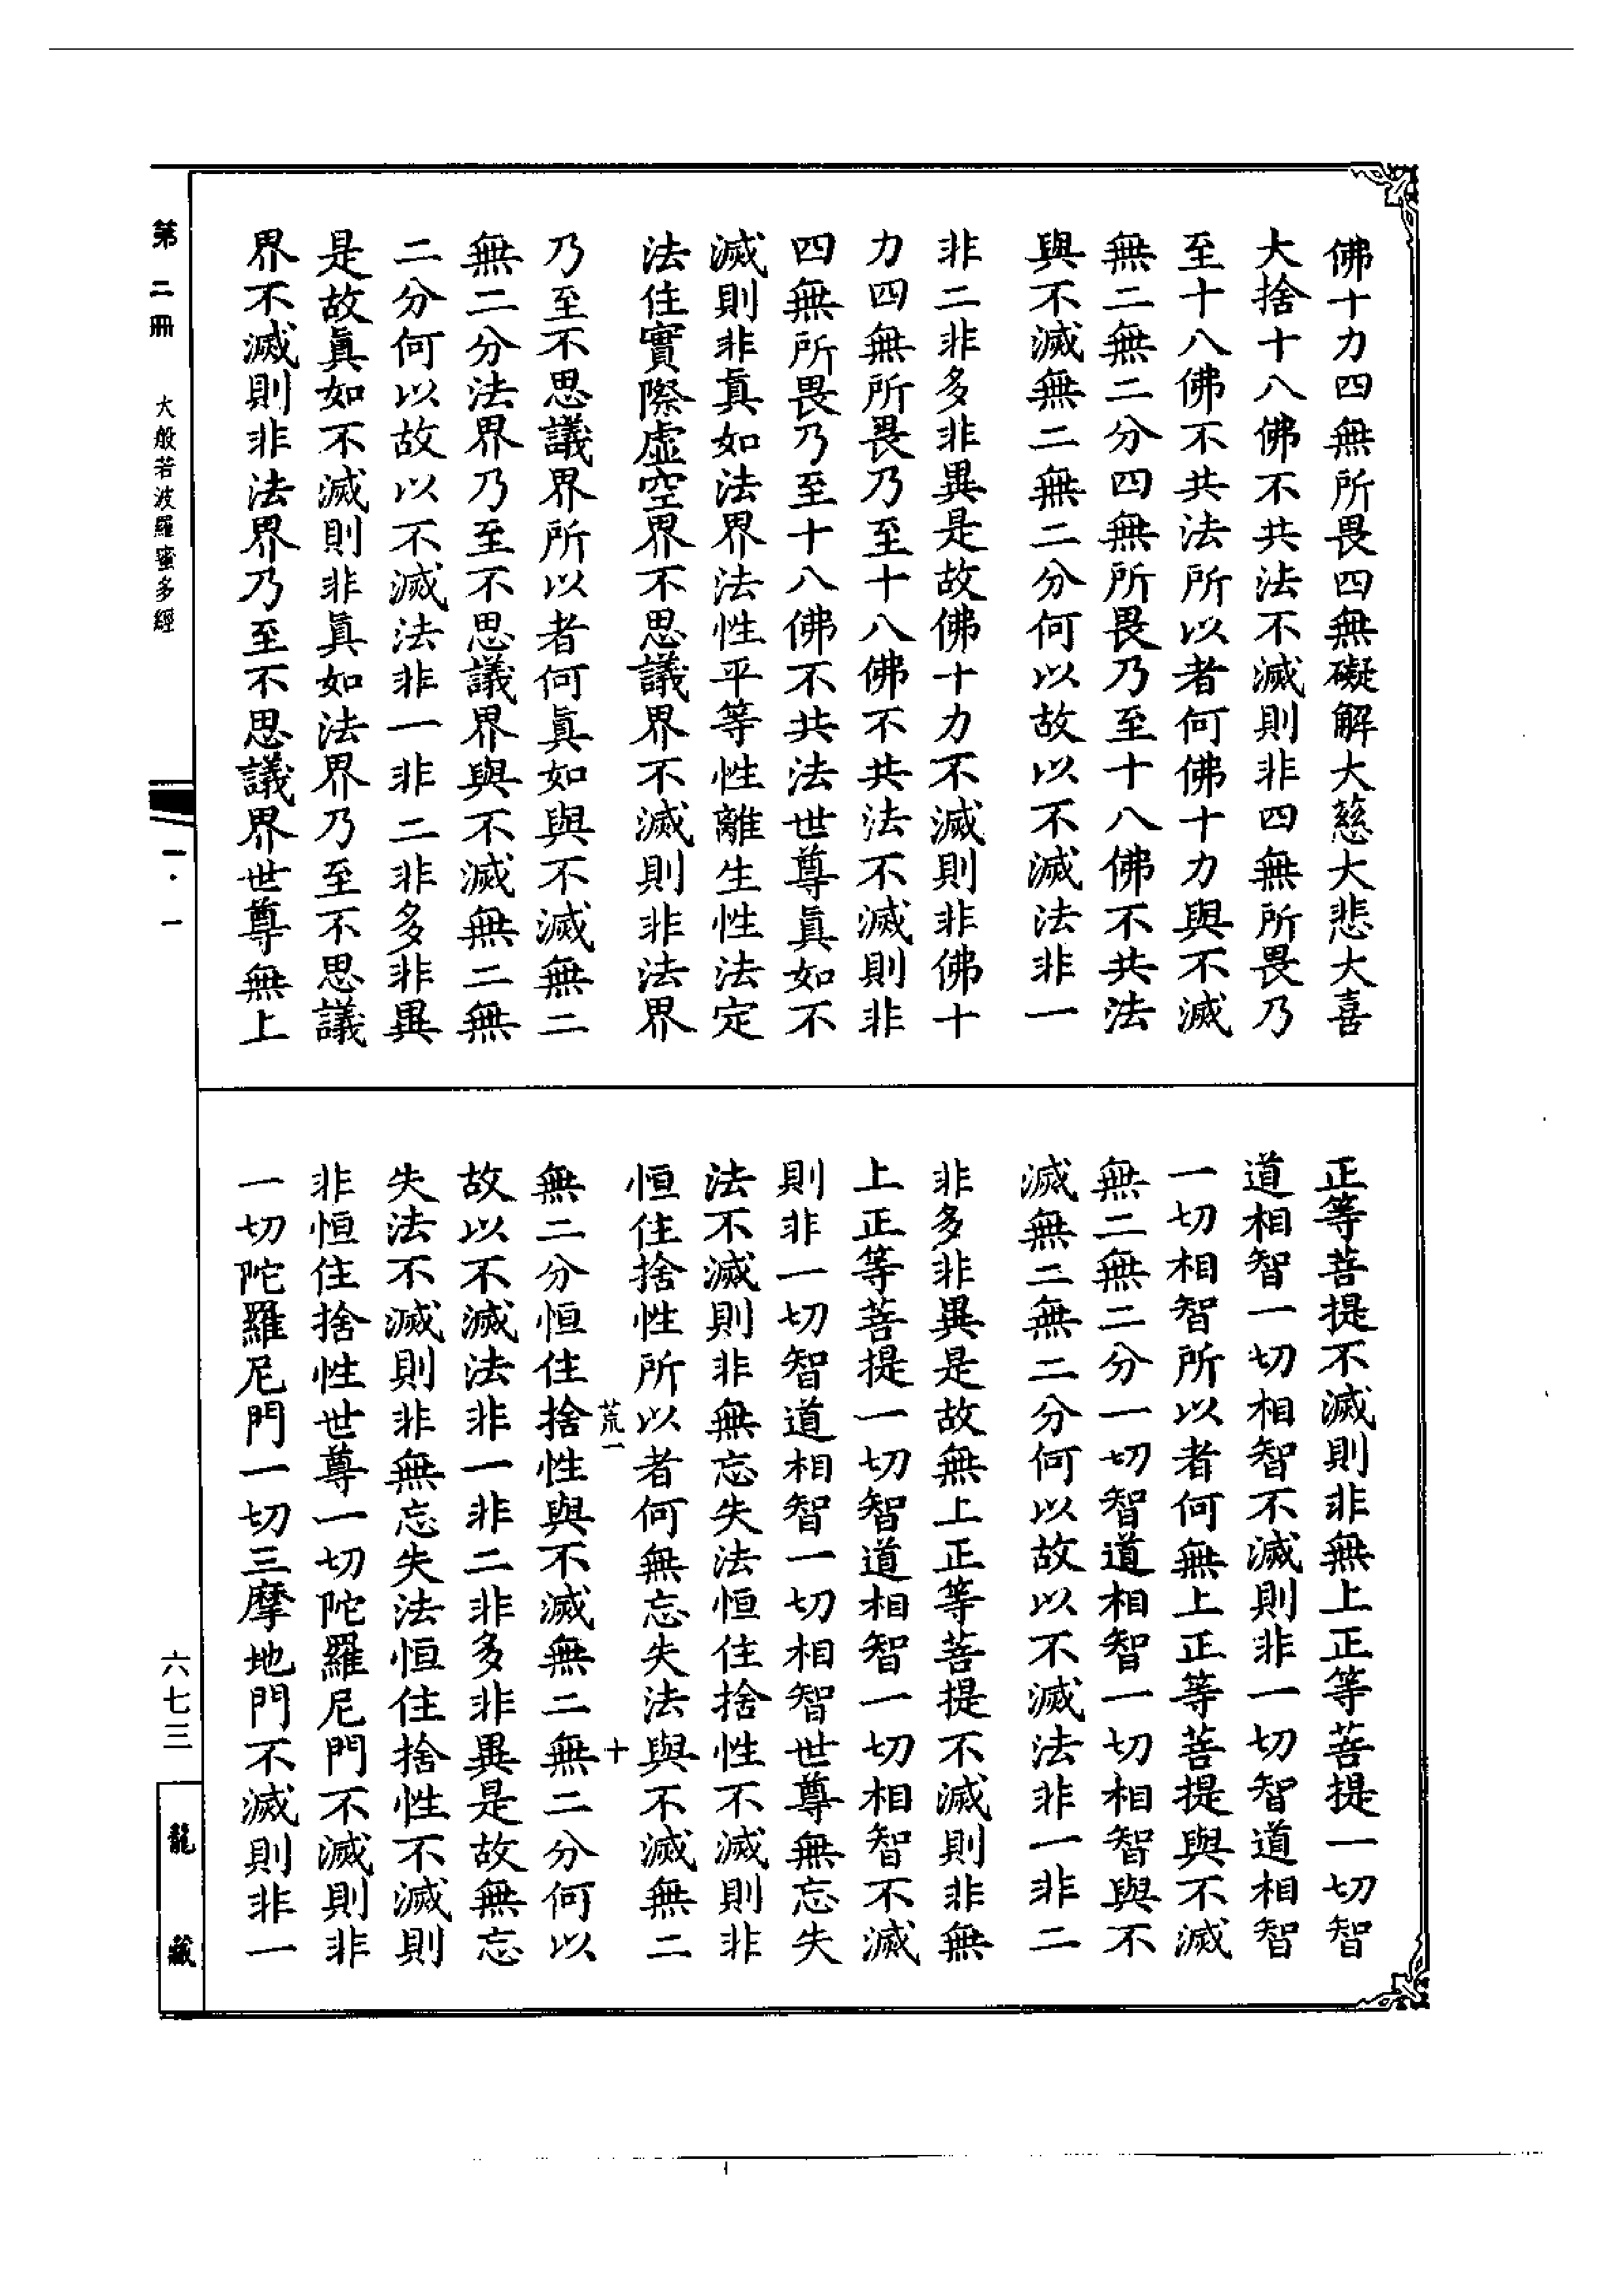 佛十力四無所畏四無礙解大慈大悲大喜
大捨十八佛不共法不滅則非四無所畏乃
至十八佛不共法所以者何佛十力與不滅
無二無二分四無所畏乃至十八佛不共法
與不滅無二無二分何以故以不滅法非一
非二非多非異是故佛十力不滅則非佛十
力四無所畏乃至十八佛不共法不滅則非
四無所畏乃至十八佛不共法世尊眞如不
滅則非眞如法界法性平等性離生性法定
法住實際虛空界不思議界不滅則非法界
乃至不思議界所以者何眞如與不滅無二
無二分法界乃至不思議界與不滅無二無
二分何以故以不滅法非一非二非多非異
是故眞如不滅則非眞如法界乃至不思議
界不滅則非法界乃至不思議界世尊無上
正等菩提不滅則非無上正等菩提一切智
道相智一切相智不滅則非一切智道相智
一切相智所以者何無上正等菩提與不滅
無二無二分一切智道相智一切相智與不
滅無二無二分何以故以不滅法非一非二
非多非異是故無上正等菩提不滅則非無
上正等菩提一切智道相智一切相智不滅
則非一切智道相智一切相智世尊無忘失
法不滅則非無忘失法恒住捨性不滅則非
恒住捨性所以者何無忘失法與不滅無二
荒一 十
無二分恒住捨性與不滅無二無二分何以
故以不滅法非一非二非多非異是故無忘
失法不滅則非無忘失法恒住捨性不滅則
非恒住捨性世尊一切陀羅尼門不滅則非
一切陀羅尼門一切三摩地門不滅則非一
第二冊 大般若波羅蜜多經 一·一 六七三 龍藏